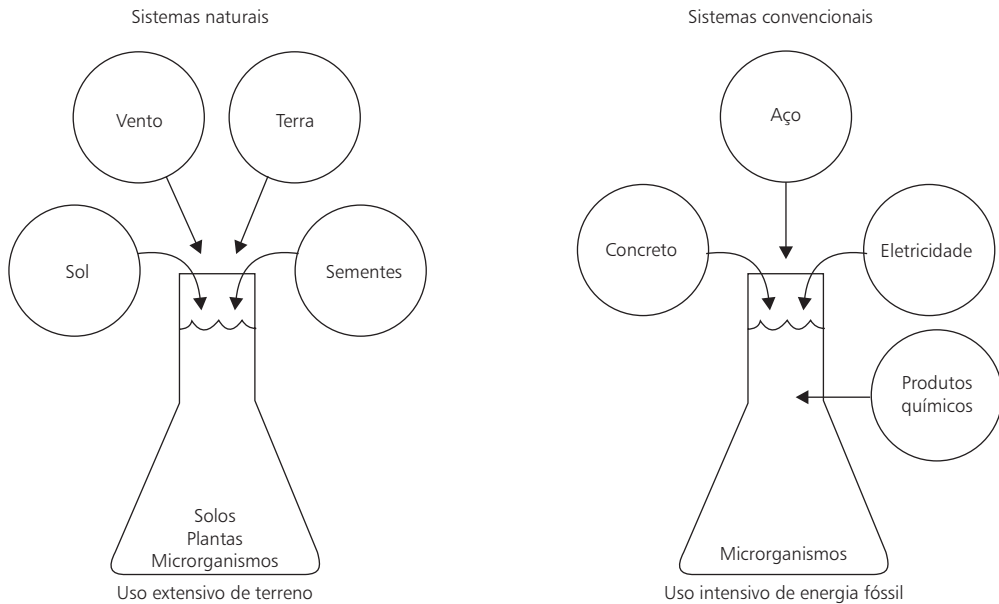 Sistemas naturais
Vento
Terra
Sol
Sementes
Solos
Plantas
Microrganismos
Uso extensivo de terreno
Sistemas convencionais
Aço
Concreto
Eletricidade
Produtos
químicos
Microrganismos
Uso intensivo de energia fóssil